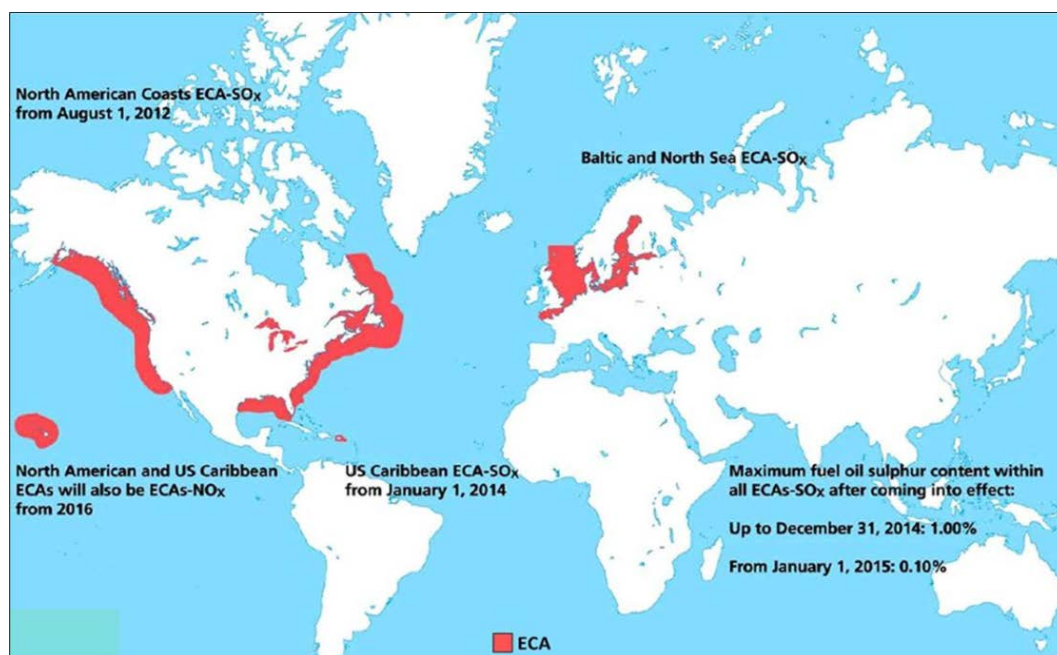 North American Coasts ECA-SOX
from August 1, 2012
Baltic and North Sea ECA-SOX
North American and US Caribbean
ECAs will also be ECAs-NOX
from 2016
US Caribbean ECA-SOX
from January 1, 2014
Maximum fuel oil sulphur content within
all ECAs-SOX after coming into effect:
Up to December 31, 2014: 1.00%
From January 1, 2015: 0.10%
ECA